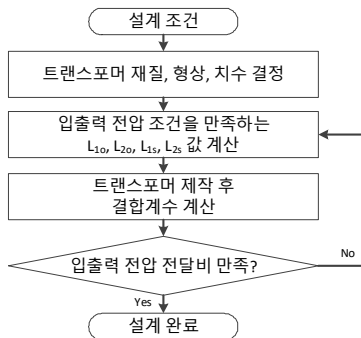 설계 조건
트랜스포머 재질, 형상, 치수 결정
입출력 전압 조건을 만족하는
L1o, L2o, L1s, L2s 값 계산
트랜스포머 제작 후
결합계수 계산
입출력 전압 전달비 만족?
No
Yes
설계 완료